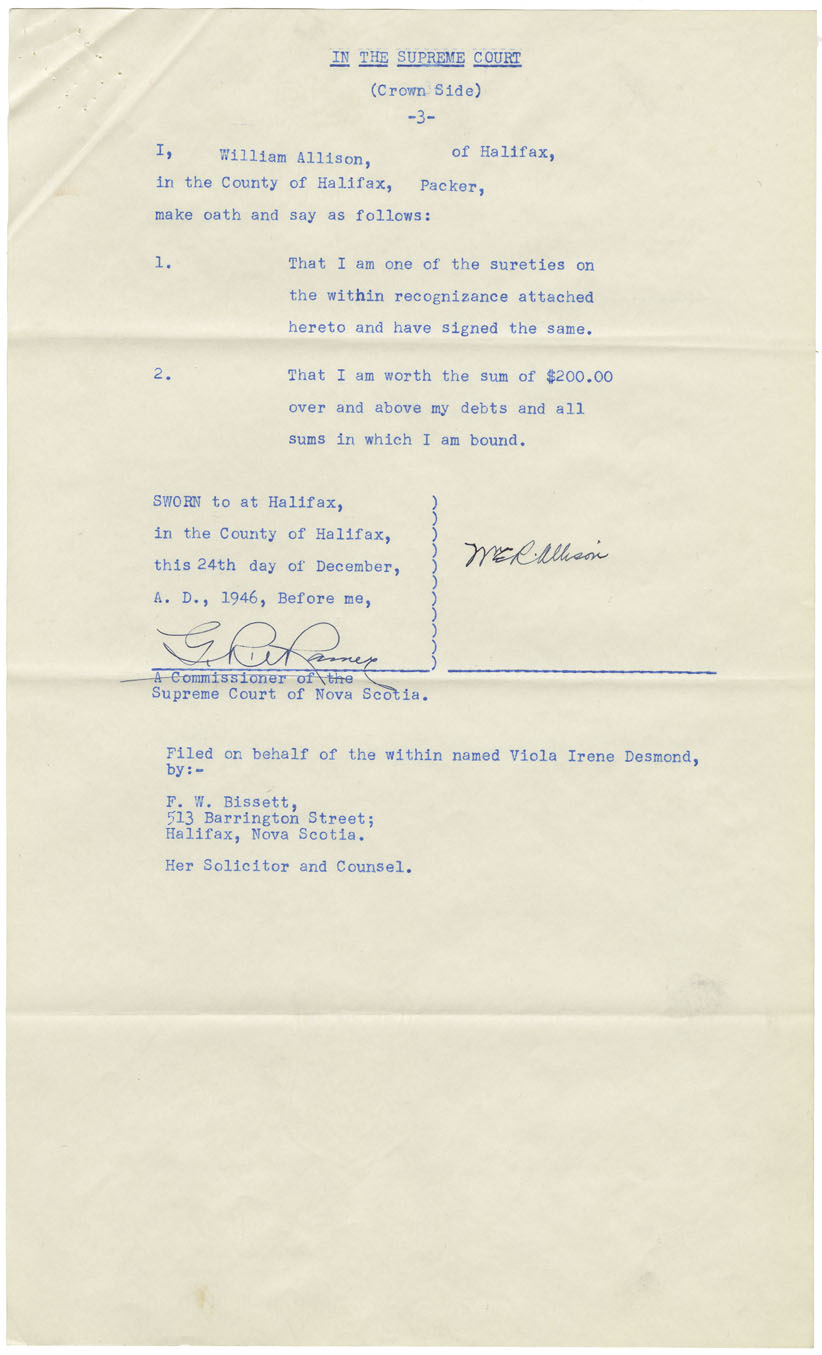 IN THE SUPREME COURT
(Crown Side)
-3-
I, William Allison, of Halifax,
in the County of Halifax, Packer,
make oath and say as follows:
1. That I am one of the sureties on
the within recognizance attached
hereto and have signed the same.
2. That I am worth the sum of $200.00
over and above my debts and all
sums in which I am bound.
SWORN to at Halifax, )
in the County of Halifax, )
this 24th day of December, ) Wm R. Allison
A. D., 1946, Before me, )
A Commissioner of the
Supreme Court of Nova Scotia.
Filed on behalf of the within named Viola Irene Desmond,
by:-
F. W. Bissett,
513 Barrington Street;
Halifax, Nova Scotia.
Her Solicitor and Counsel.